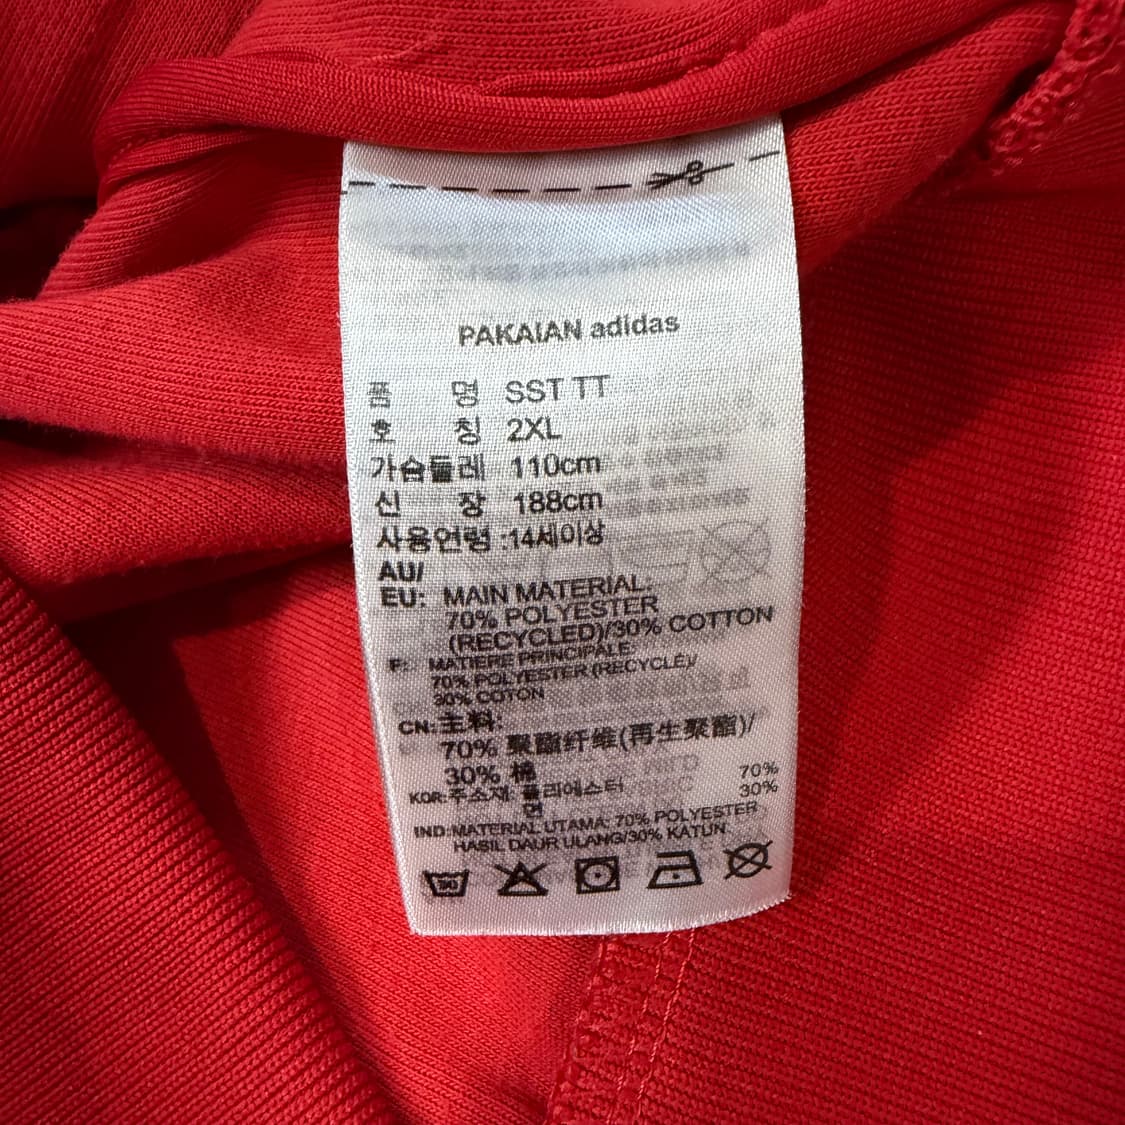 PAKAIAN adidas
품 명 SST TT
호 칭 2XL
가슴둘레 110cm
신 장 188cm
사용연령 :14세이상
AU/
EU: MAIN MATERIAL:
70% POLYESTER
(RECYCLED)/30% COTTON
F: MATIERE PRINCIPALE:
70% POLYESTER (RECYCLÉ)/
30% COTON
CN: 主料:
70% 聚酯纤维(再生聚酯)/
30% 棉
KOR:주소재: 폴리에스터 70%
면 30%
IND:MATERIAL UTAMA: 70% POLYESTER
HASIL DAUR ULANG/30% KATUN
30